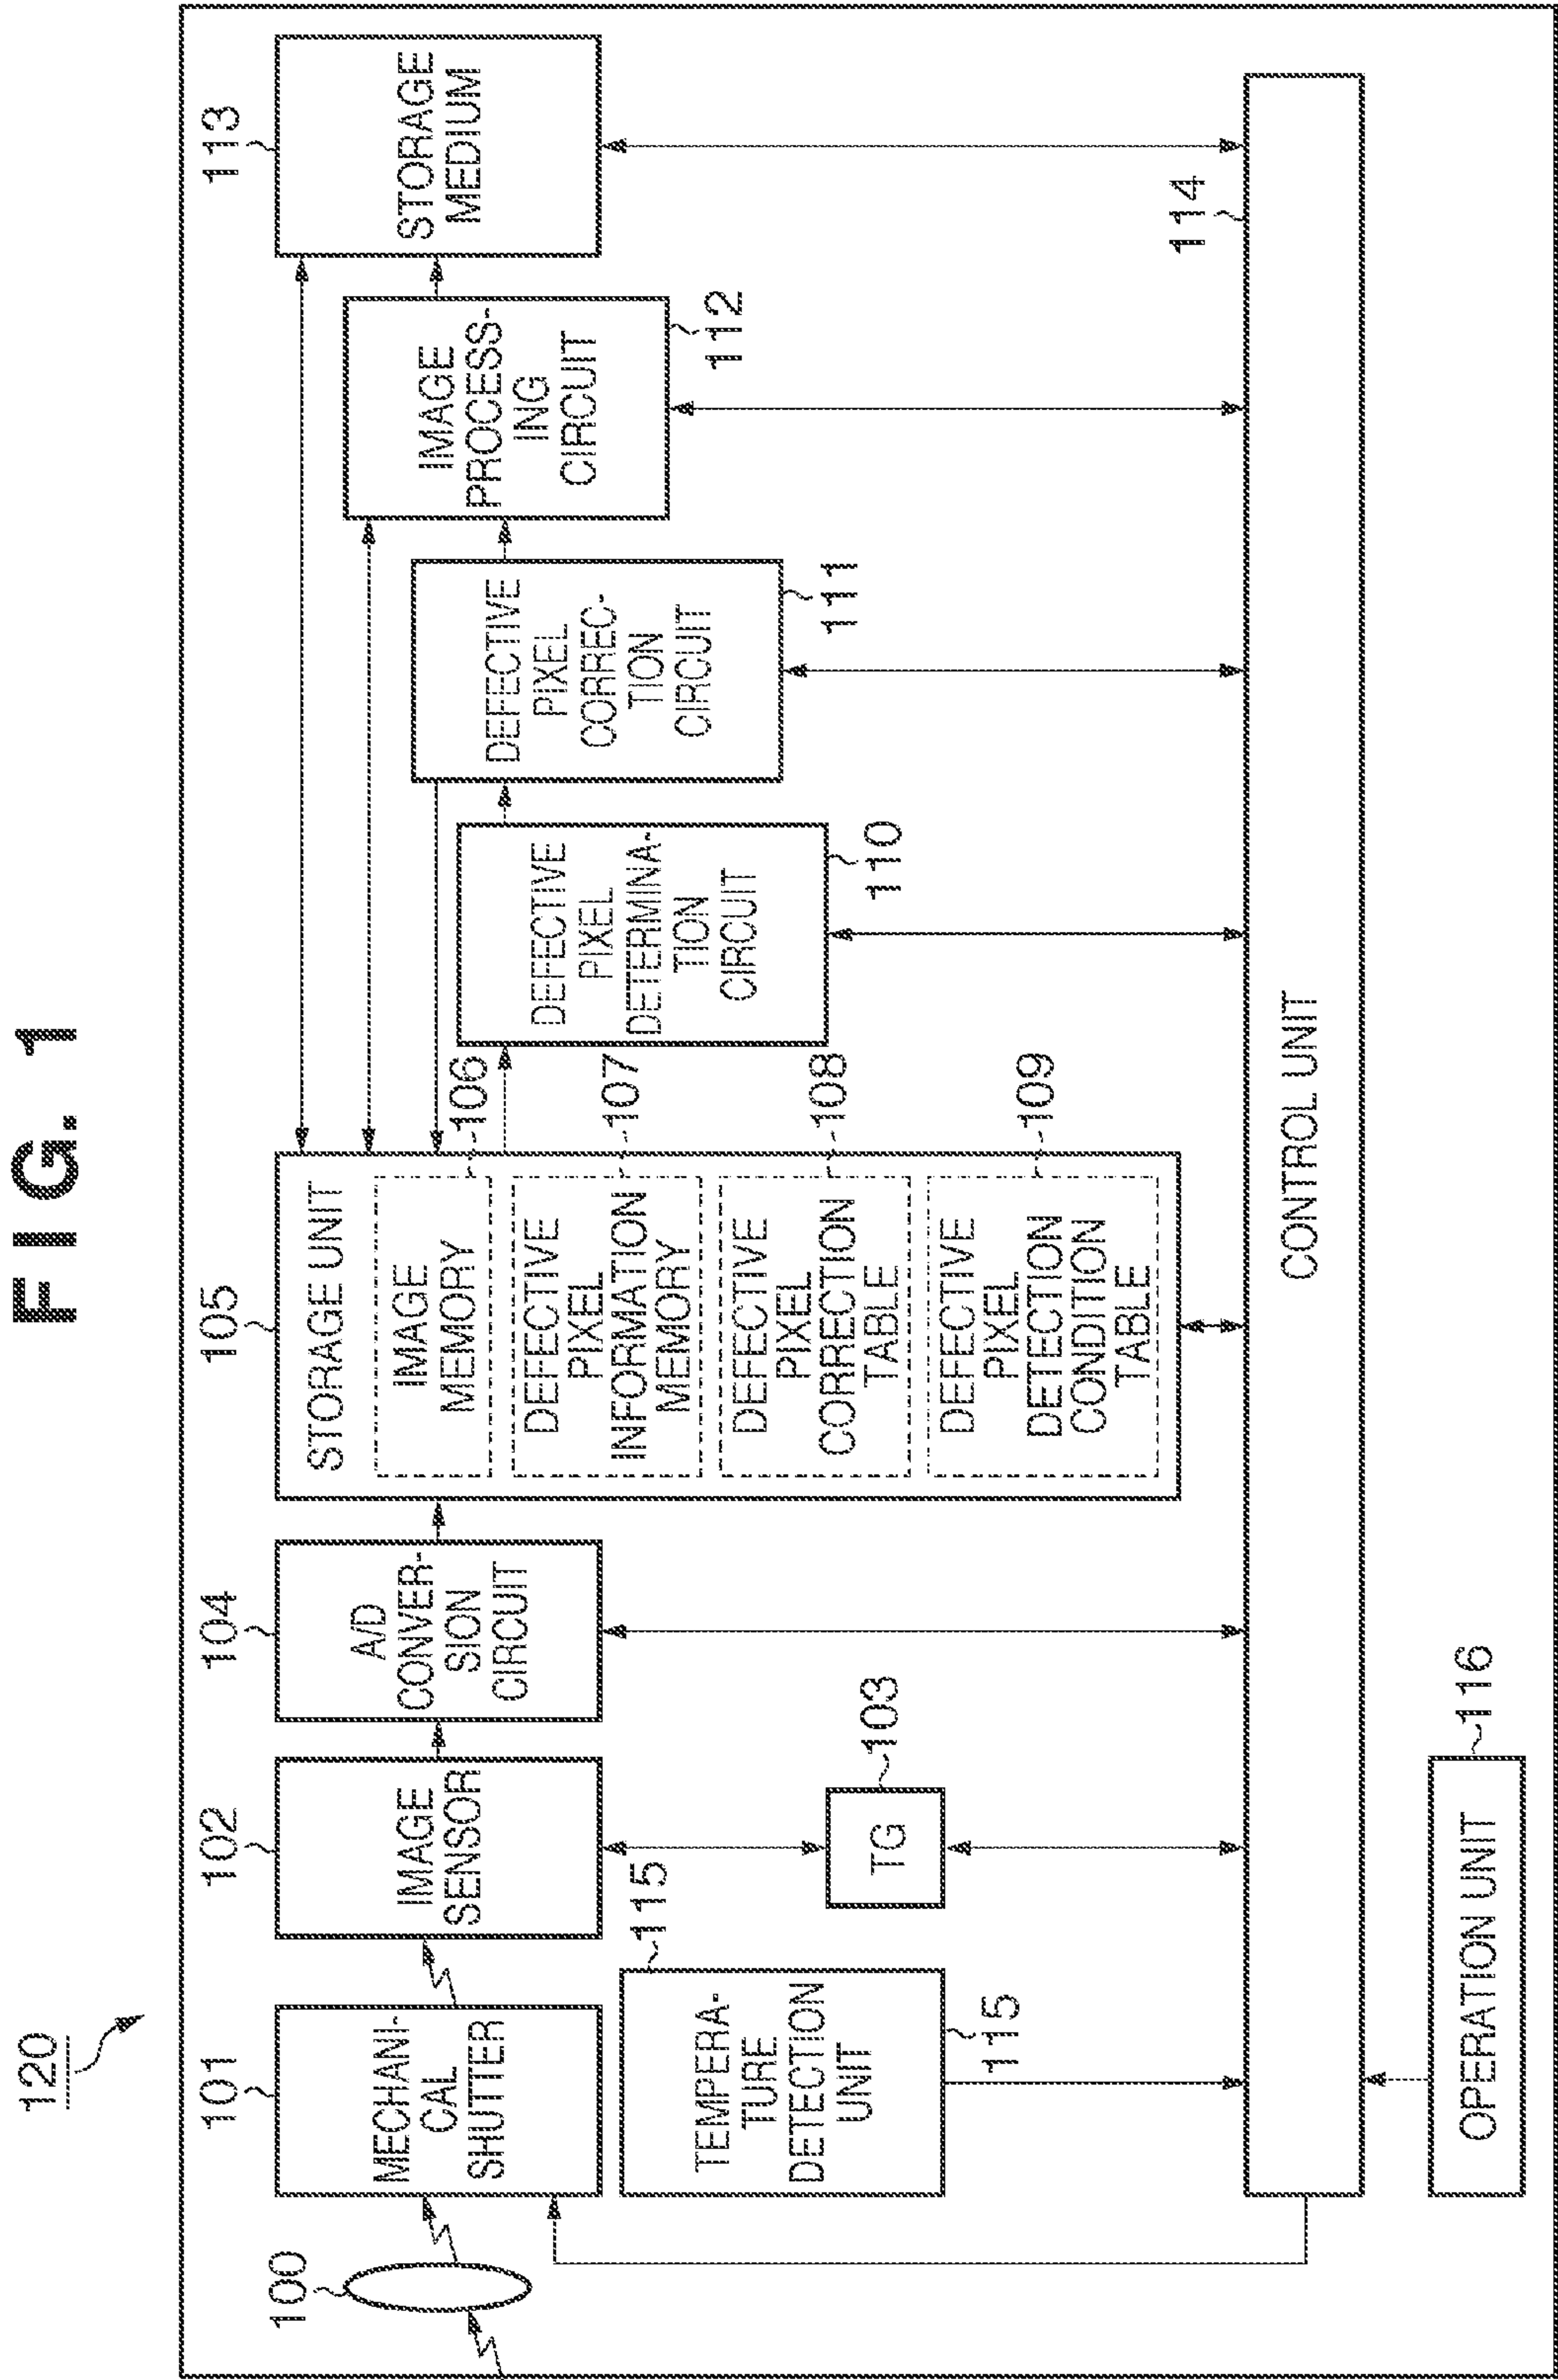 FIG. 1
120
100
101
MECHANI-
CAL
SHUTTER
102
IMAGE
SENSOR
104
A/D
CONVER-
SION
CIRCUIT
105
STORAGE UNIT
IMAGE
MEMORY
106
DEFECTIVE
PIXEL
INFORMATION
MEMORY
107
DEFECTIVE
PIXEL
CORRECTION
TABLE
108
DEFECTIVE
PIXEL
DETECTION
CONDITION
TABLE
109
DEFECTIVE
PIXEL
DETERMINA-
TION
CIRCUIT
110
DEFECTIVE
PIXEL
CORREC-
TION
CIRCUIT
111
IMAGE
PROCESS-
ING
CIRCUIT
112
113
STORAGE
MEDIUM
115
TEMPERA-
TURE
DETECTION
UNIT
115
TG
103
114
CONTROL UNIT
OPERATION UNIT
116